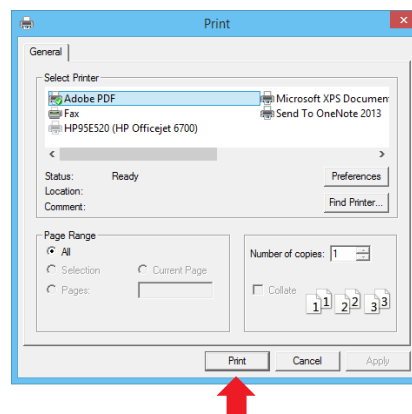 Print
General
Select Printer
Adobe PDF
Microsoft XPS Documen
Fax
Send To OneNote 2013
HP95E520 (HP Officejet 6700)
Status: Ready
Preferences
Location:
Comment:
Find Printer...
Page Range
All
Number of copies: 1
Selection
Current Page
Pages:
Collate
1 1 2 2 3 3
Print
Cancel
Apply